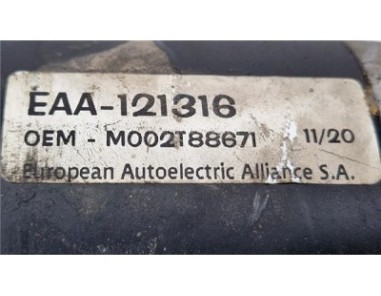 EAA-121316
OEM - M002T88671 11/20
European Autoelectric Alliance S.A.